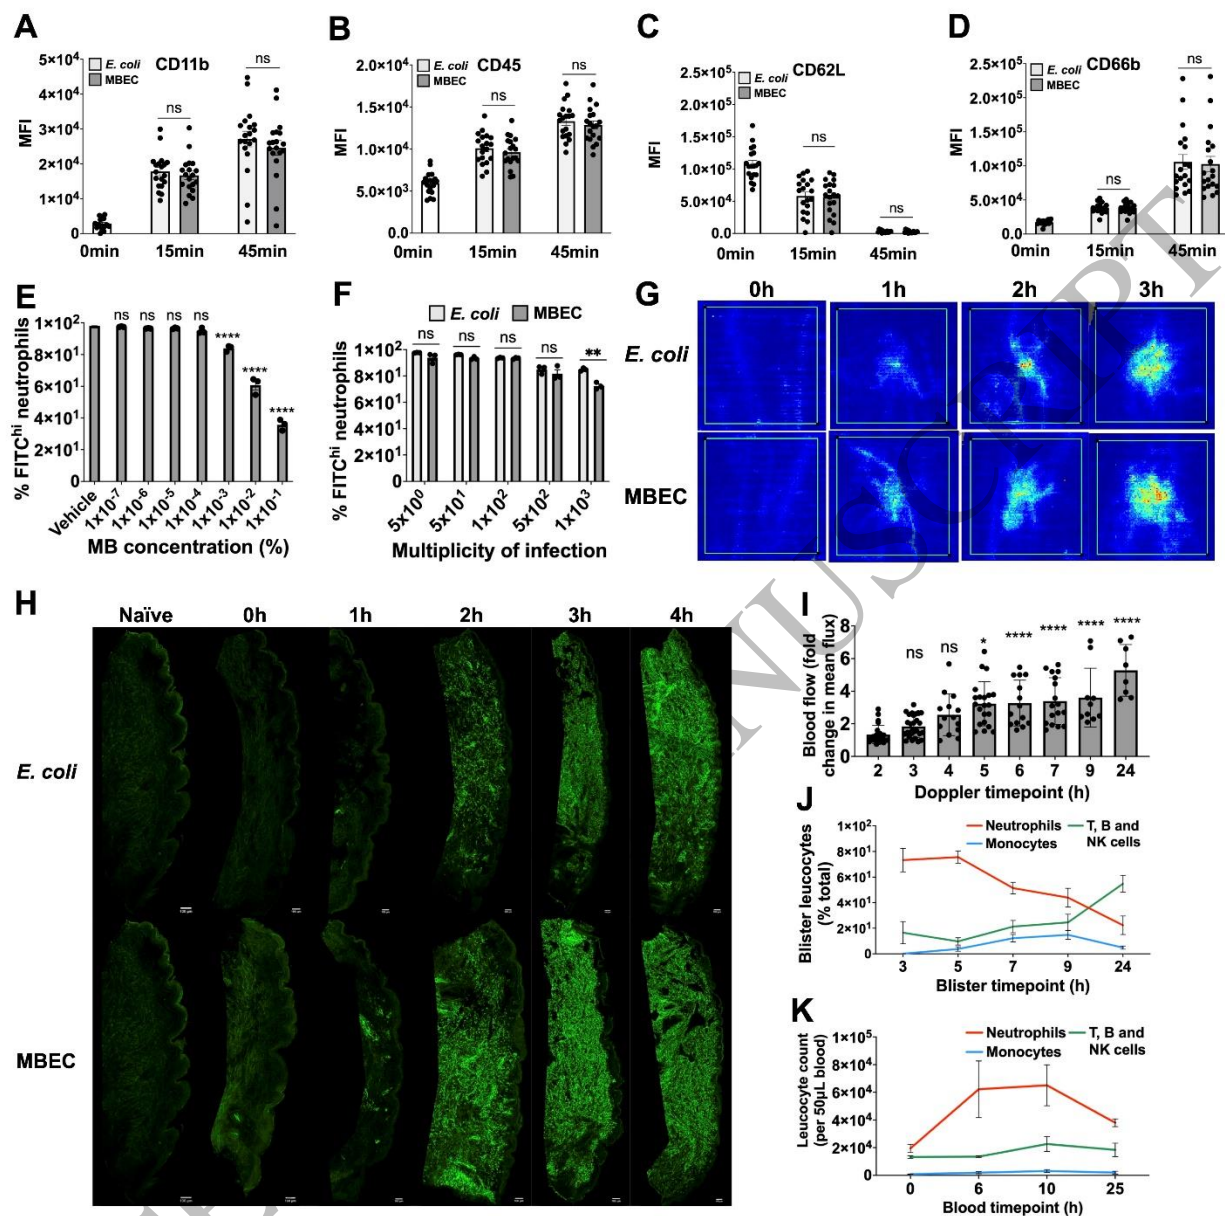 A
B
C
D
CD11b
E. coli
MBEC
ns
ns
5×10⁴
4×10⁴
3×10⁴
2×10⁴
1×10⁴
0
MFI
0min
15min
45min
CD45
E. coli
MBEC
ns
ns
2.0×10⁴
1.5×10⁴
1.0×10⁴
5.0×10³
0.0
MFI
0min
15min
45min
CD62L
E. coli
MBEC
ns
ns
2.5×10⁵
2.0×10⁵
1.5×10⁵
1.0×10⁵
5.0×10⁴
0.0
MFI
0min
15min
45min
CD66b
E. coli
MBEC
ns
ns
2.5×10⁵
2.0×10⁵
1.5×10⁵
1.0×10⁵
5.0×10⁴
0.0
MFI
0min
15min
45min
E
ns ns ns ns **** **** ****
1×10²
8×10¹
6×10¹
4×10¹
2×10¹
0
% FITCʰⁱ neutrophils
Vehicle
1×10⁻⁷
1×10⁻⁶
1×10⁻⁵
1×10⁻⁴
1×10⁻³
1×10⁻²
1×10⁻¹
MB concentration (%)
F
E. coli
MBEC
ns ns ns ns **
1×10²
8×10¹
6×10¹
4×10¹
2×10¹
0
% FITCʰⁱ neutrophils
5x10⁰
5x10¹
1x10²
5x10²
1x10³
Multiplicity of infection
G
0h 1h 2h 3h
E. coli
MBEC
H
Naïve 0h 1h 2h 3h 4h
E. coli
MBEC
I
ns ns * **** **** **** ****
8
6
4
2
0
Blood flow (fold
change in mean flux)
2 3 4 5 6 7 9 24
Doppler timepoint (h)
J
Neutrophils
Monocytes
T, B and
NK cells
1×10²
8×10¹
6×10¹
4×10¹
2×10¹
0
Blister leucocytes
(% total)
3 5 7 9 24
Blister timepoint (h)
K
Neutrophils
Monocytes
T, B and
NK cells
1×10⁵
8×10⁴
6×10⁴
4×10⁴
2×10⁴
0
Leucocyte count
(per 50µL blood)
0 6 10 25
Blood timepoint (h)
NUSCRIPT